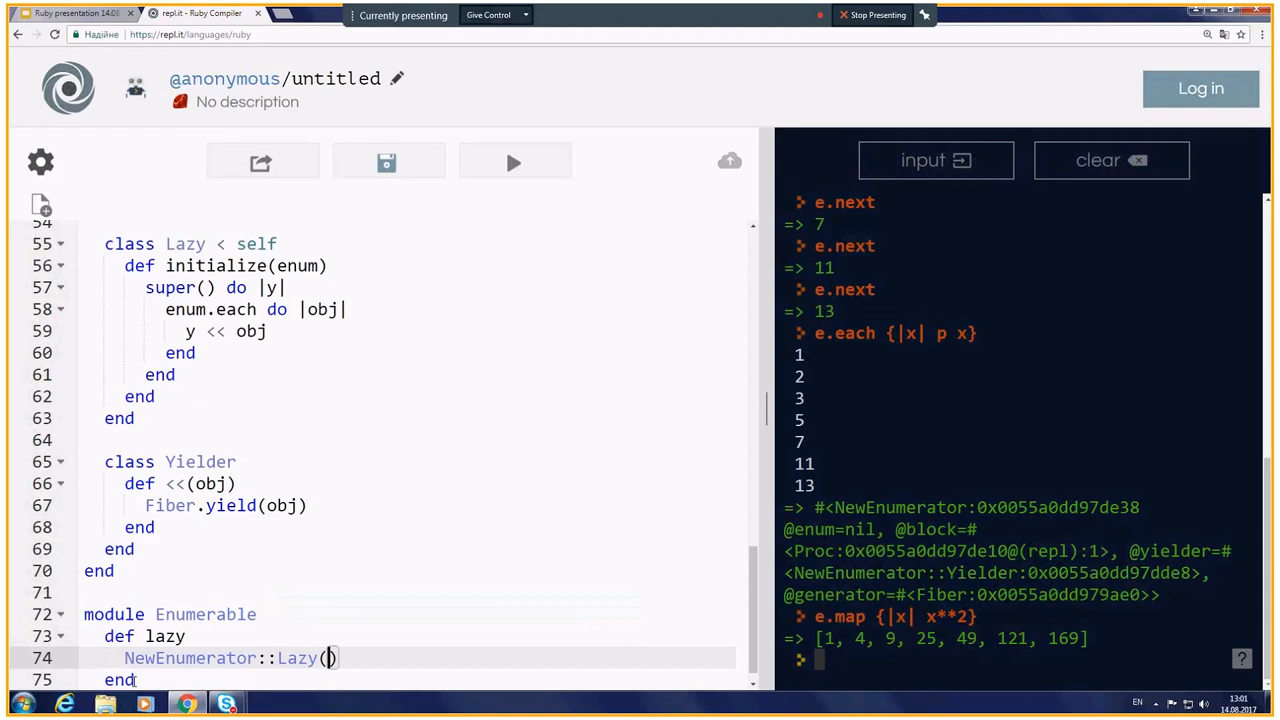 Ruby presentation 14.08
repl.it - Ruby Compiler
Currently presenting
Give Control
Stop Presenting
Надійне
https://repl.it/languages/ruby
@anonymous/untitled
No description
Log in
input
clear
54
55 class Lazy < self
56 def initialize(enum)
57 super() do |y|
58 enum.each do |obj|
59 y << obj
60 end
61 end
62 end
63 end
64
65 class Yielder
66 def <<(obj)
67 Fiber.yield(obj)
68 end
69 end
70 end
71
72 module Enumerable
73 def lazy
74 NewEnumerator::Lazy()
75 end
e.next
=> 7
e.next
=> 11
e.next
=> 13
e.each {|x| p x}
1
2
3
5
7
11
13
=> #<NewEnumerator:0x0055a0dd97de38
@enum=nil, @block=#
<Proc:0x0055a0dd97de10@(repl):1>, @yielder=#
<NewEnumerator::Yielder:0x0055a0dd97dde8>,
@generator=#<Fiber:0x0055a0dd979ae0>>
e.map {|x| x**2}
=> [1, 4, 9, 25, 49, 121, 169]
?
EN
13:01
14.08.2017